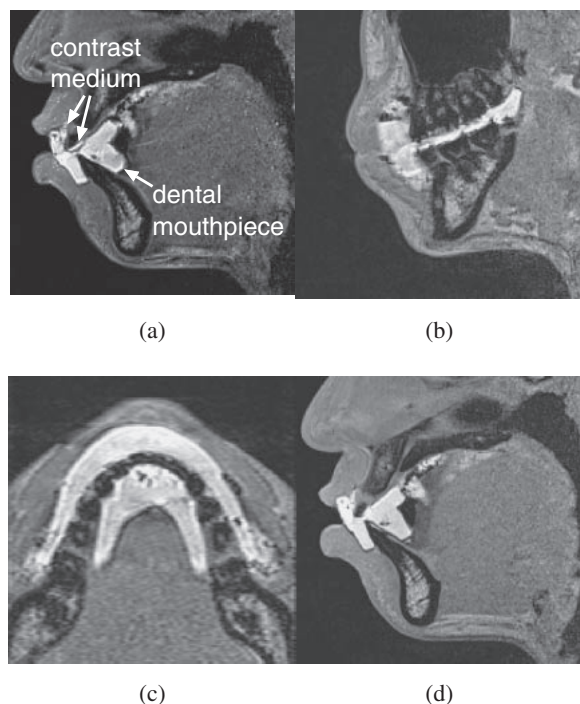 contrast
medium
dental
mouthpiece
(a)
(b)
(c)
(d)